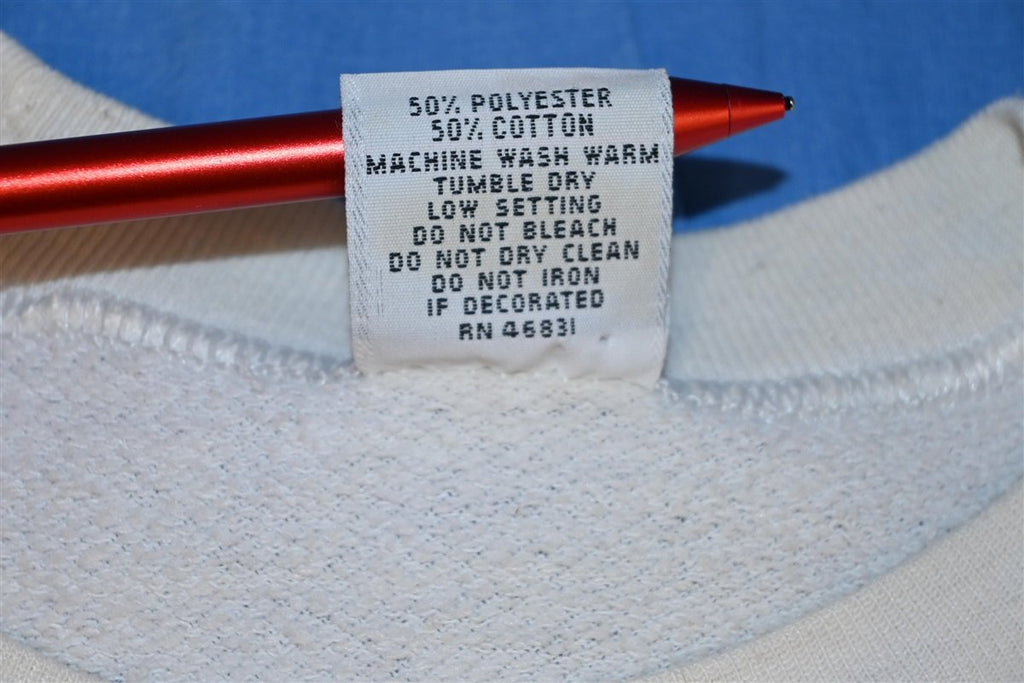 50% POLYESTER
50% COTTON
MACHINE WASH WARM
TUMBLE DRY
LOW SETTING
DO NOT BLEACH
DO NOT DRY CLEAN
DO NOT IRON
IF DECORATED
RN 46831